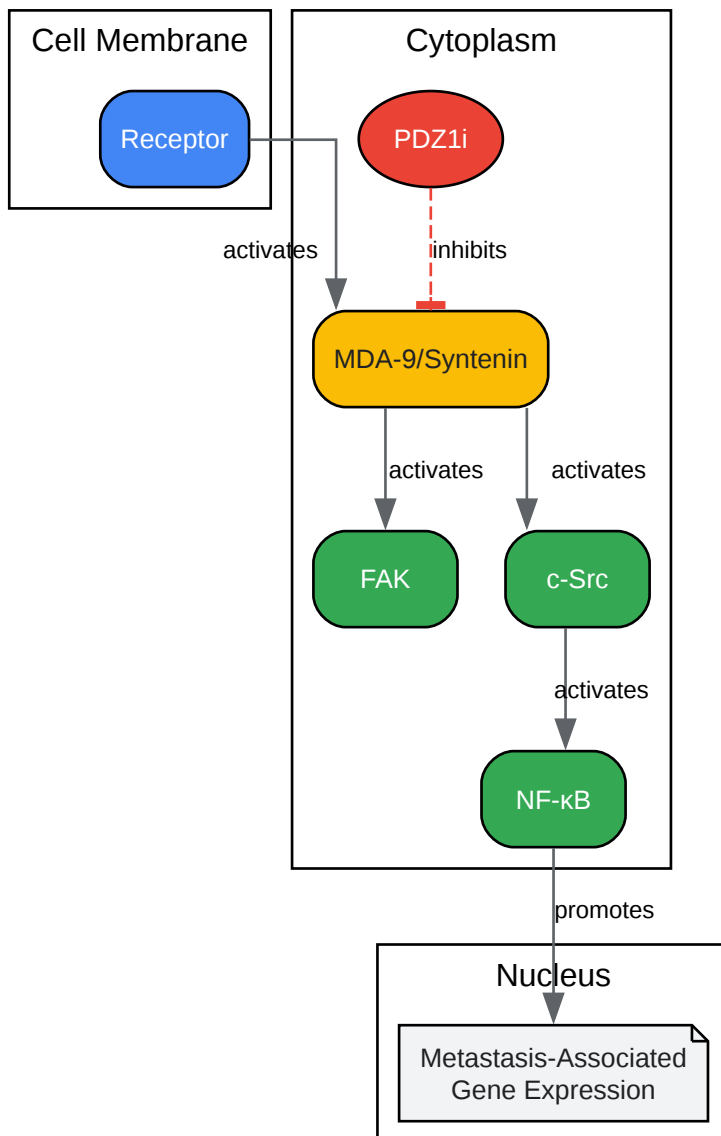 Cell Membrane
Cytoplasm
Receptor
PDZ1i
activates
inhibits
MDA-9/Syntenin
activates
activates
FAK
c-Src
activates
NF-κB
promotes
Nucleus
Metastasis-Associated
Gene Expression